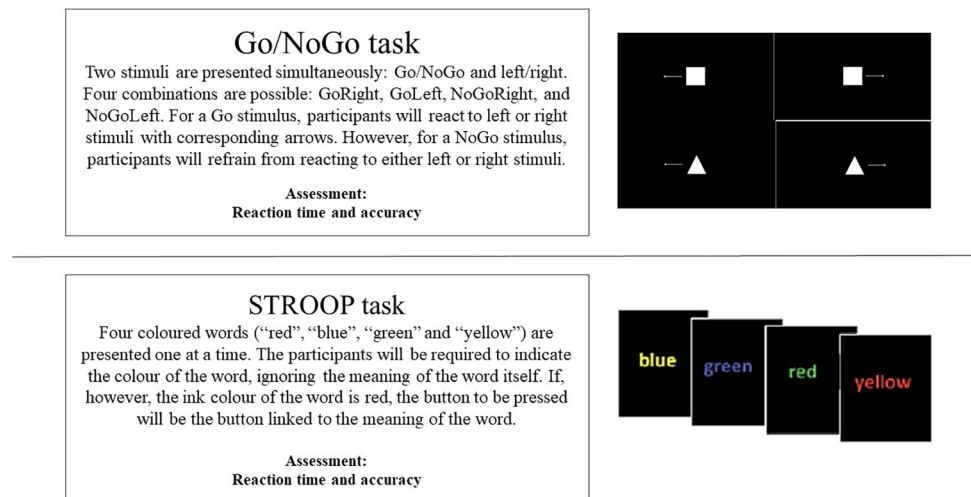 Go/NoGo task
Two stimuli are presented simultaneously: Go/NoGo and left/right.
Four combinations are possible: GoRight, GoLeft, NoGoRight, and
NoGoLeft. For a Go stimulus, participants will react to left or right
stimuli with corresponding arrows. However, for a NoGo stimulus,
participants will refrain from reacting to either left or right stimuli.
Assessment:
Reaction time and accuracy
STROOP task
Four coloured words (“red”, “blue”, “green” and “yellow”) are
presented one at a time. The participants will be required to indicate
the colour of the word, ignoring the meaning of the word itself. If,
however, the ink colour of the word is red, the button to be pressed
will be the button linked to the meaning of the word.
Assessment:
Reaction time and accuracy
blue
green
red
yellow